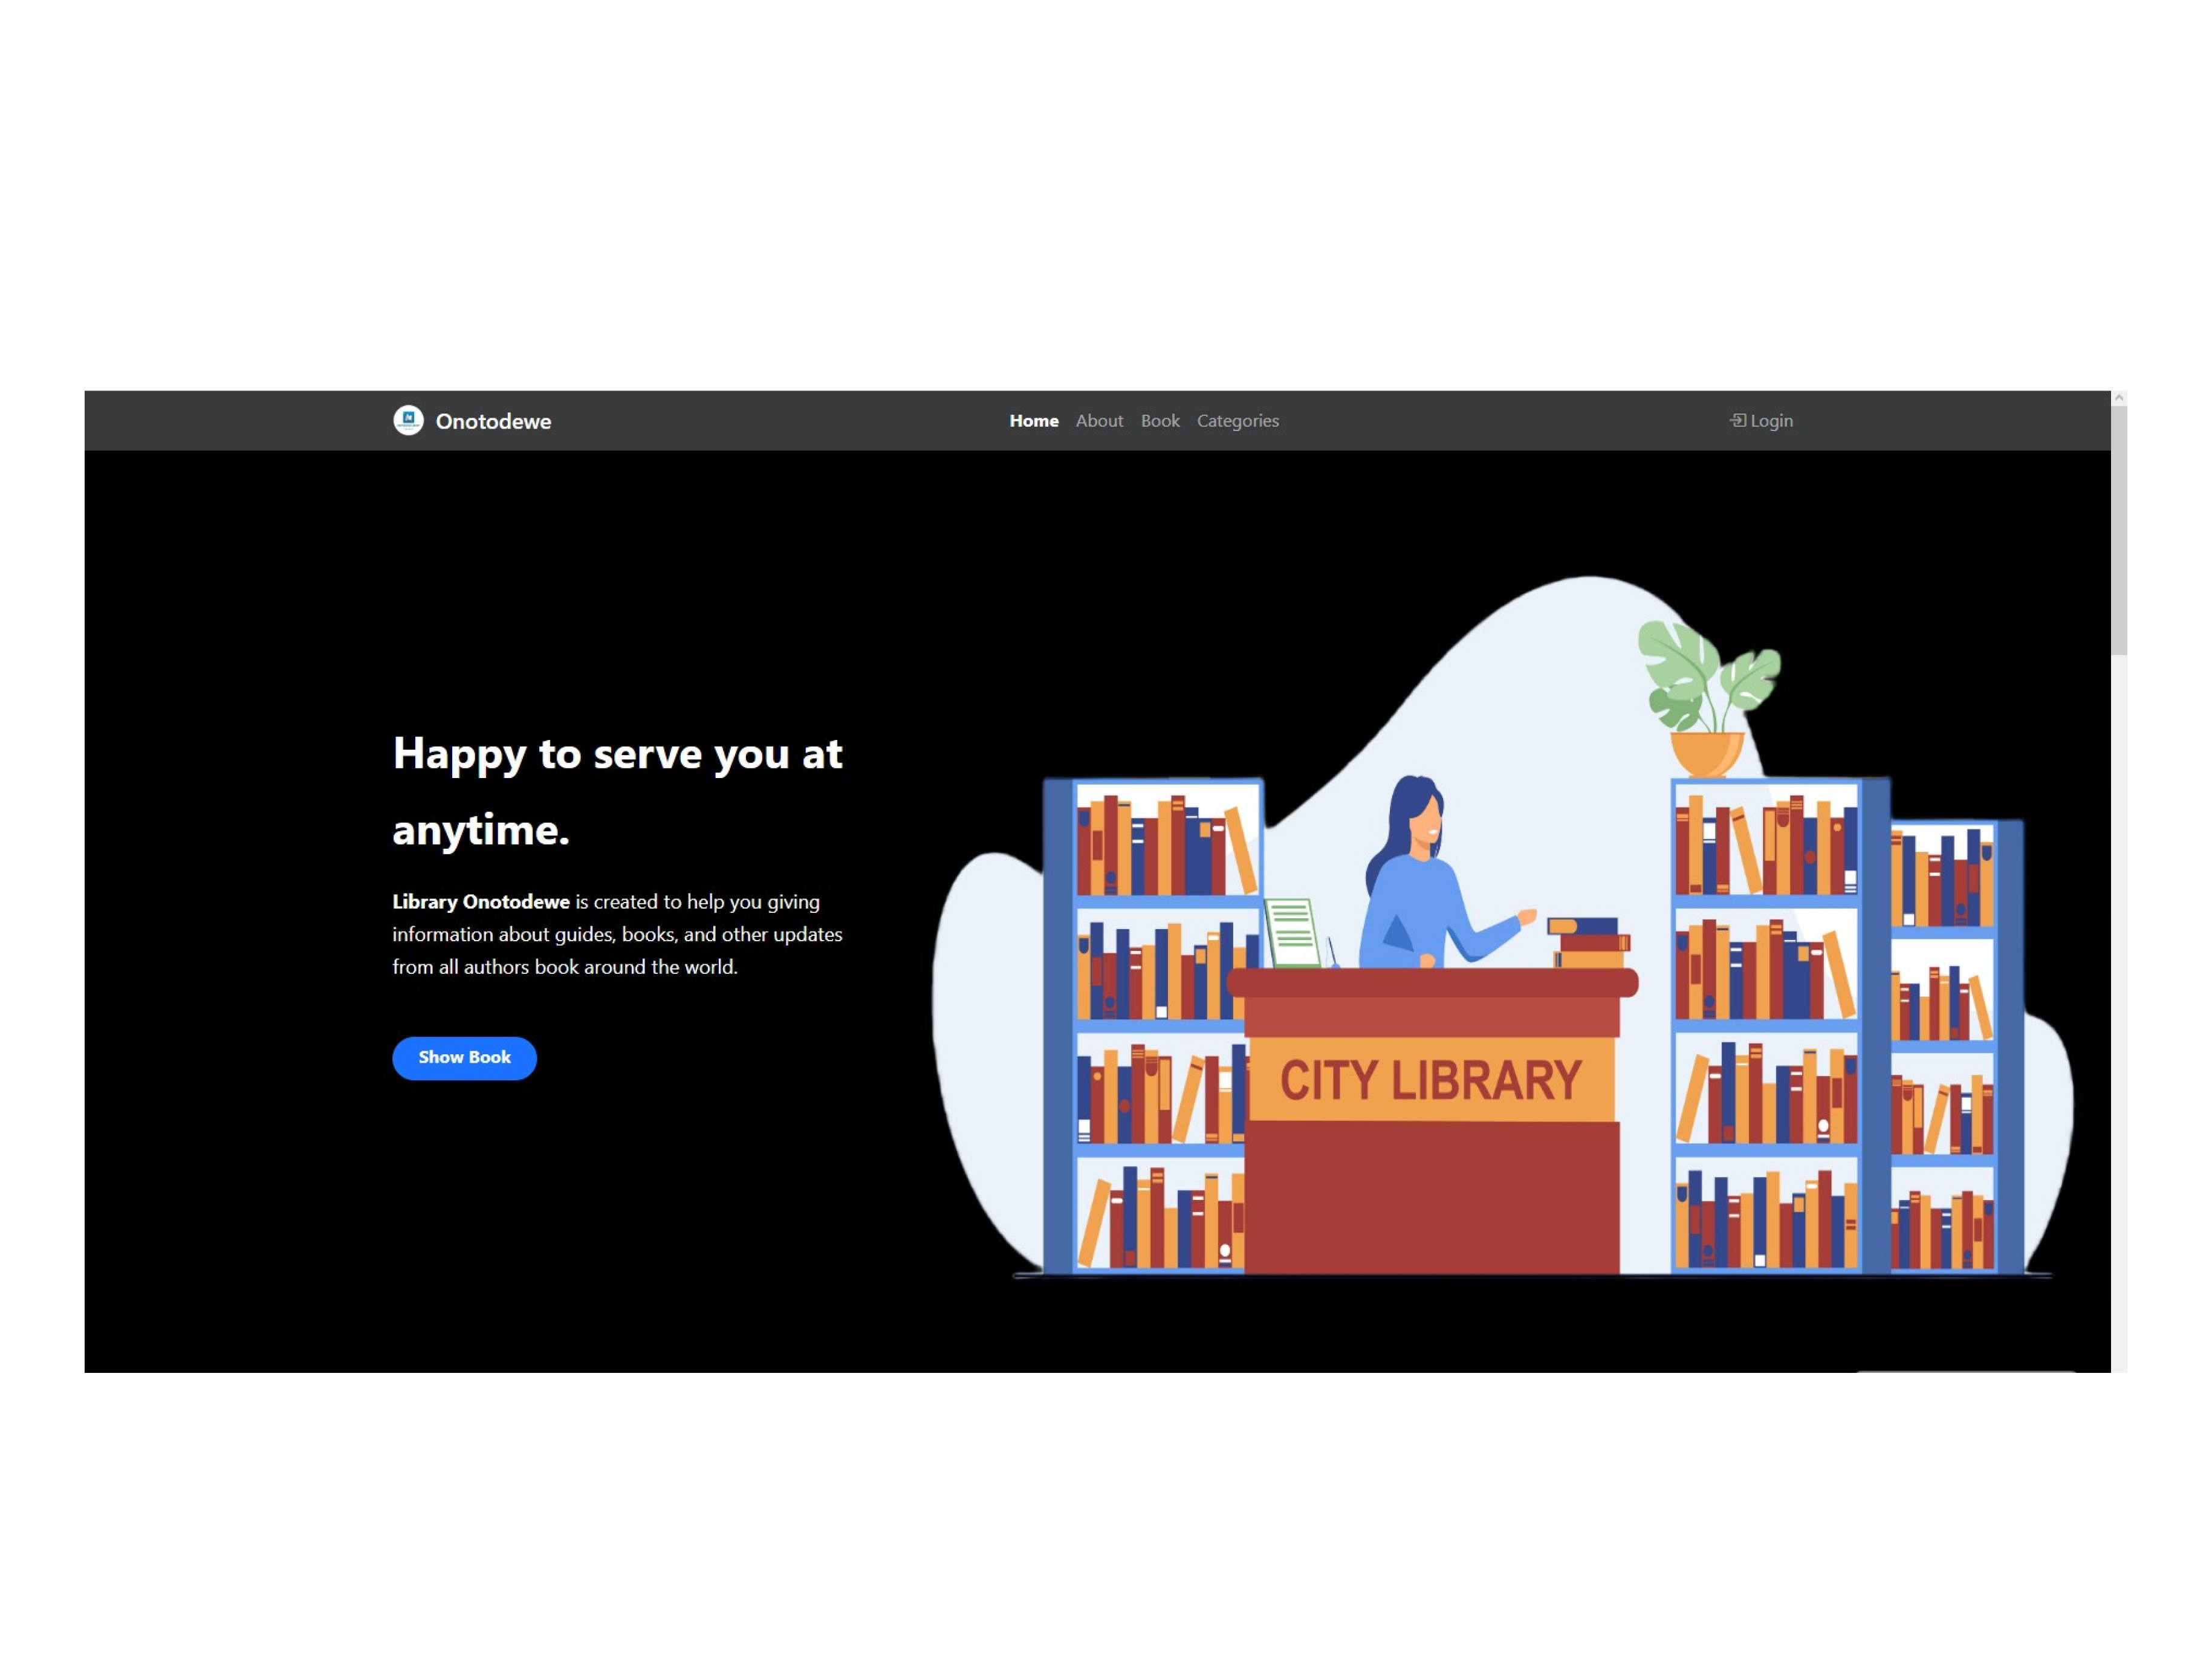 Onotodewe
Home About Book Categories
Login
Happy to serve you at
anytime.
Library Onotodewe is created to help you giving
information about guides, books, and other updates
from all authors book around the world.
Show Book
CITY LIBRARY